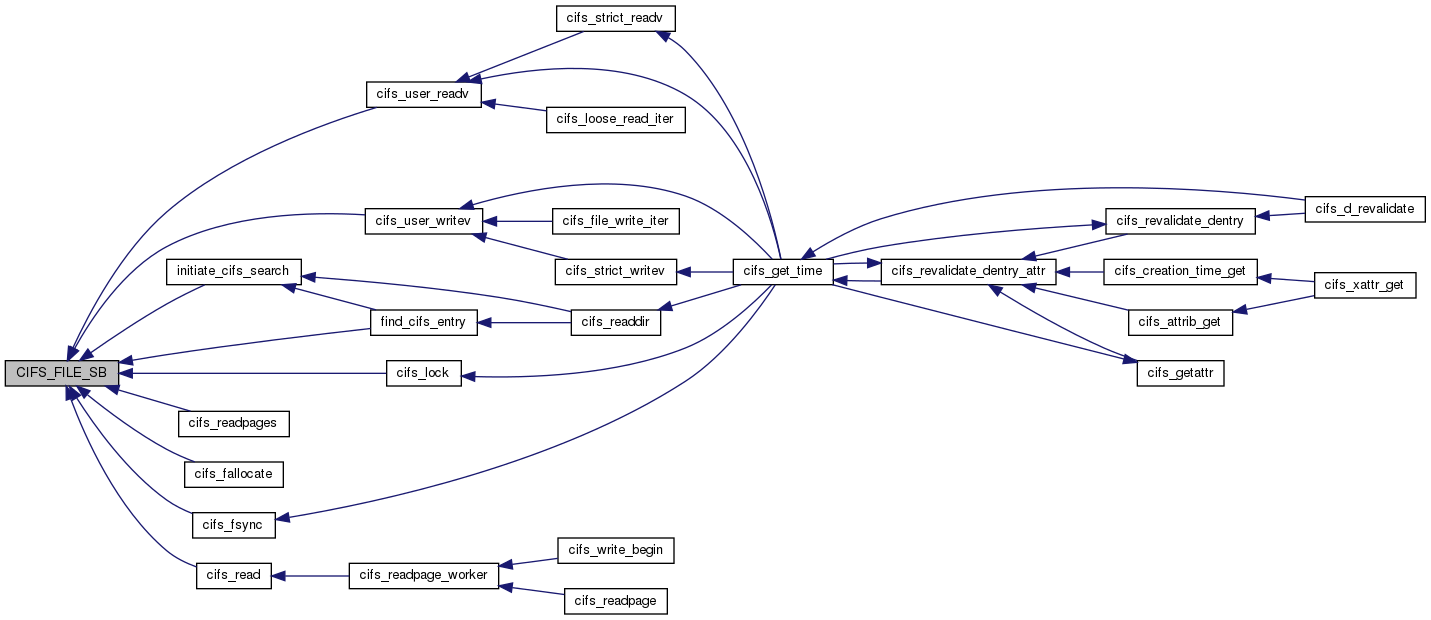 cifs_strict_readv
cifs_user_readv
cifs_loose_read_iter
cifs_user_writev
cifs_file_write_iter
cifs_revalidate_dentry
cifs_d_revalidate
initiate_cifs_search
cifs_strict_writev
cifs_get_time
cifs_revalidate_dentry_attr
cifs_creation_time_get
cifs_xattr_get
find_cifs_entry
cifs_readdir
cifs_attrib_get
CIFS_FILE_SB
cifs_lock
cifs_getattr
cifs_readpages
cifs_fallocate
cifs_fsync
cifs_write_begin
cifs_read
cifs_readpage_worker
cifs_readpage